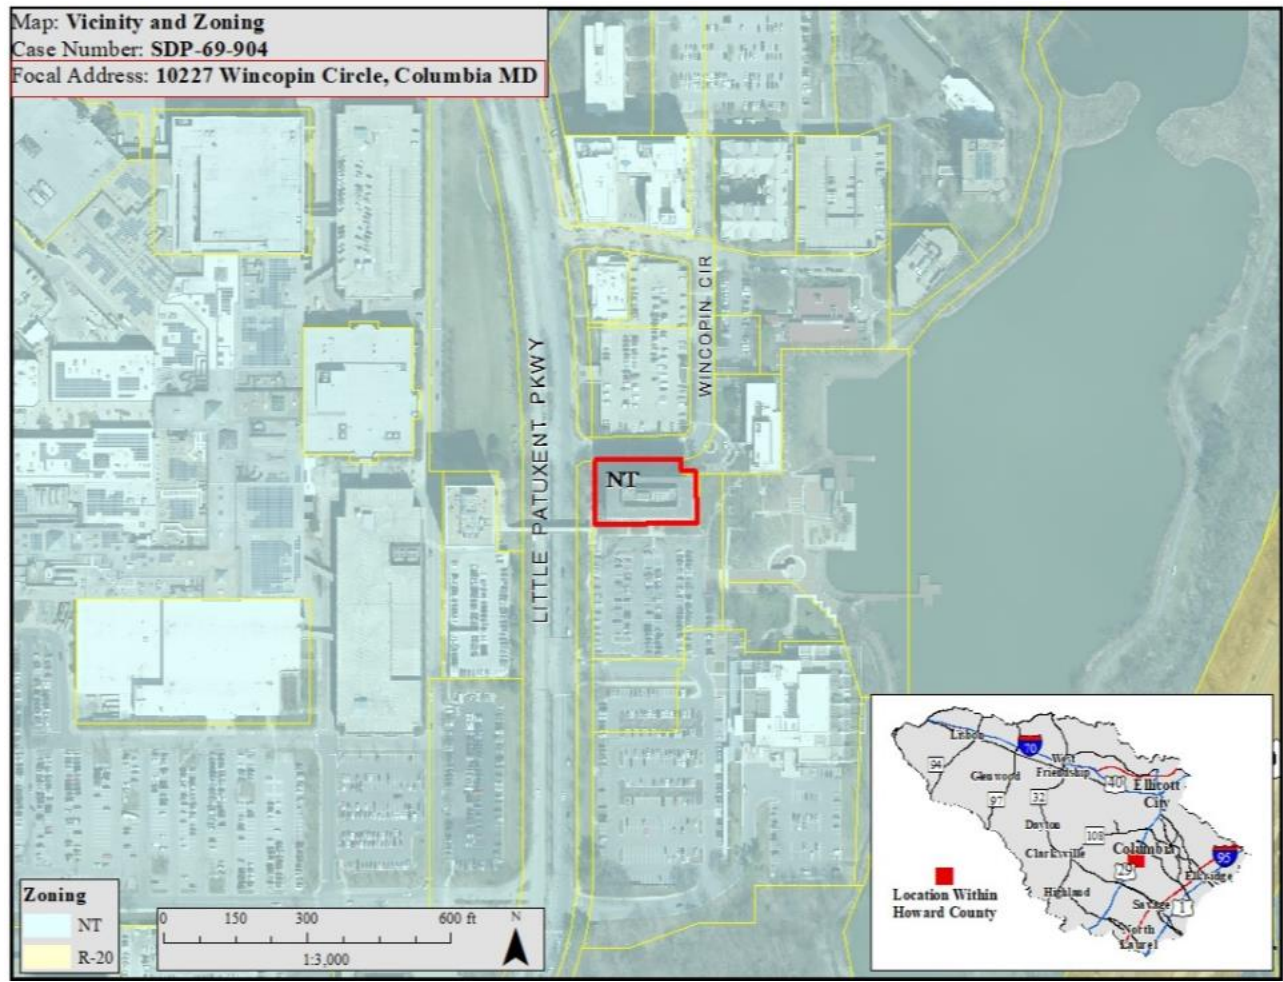 Map: Vicinity and Zoning
Case Number: SDP-69-904
Focal Address: 10227 Wincopin Circle, Columbia MD
WINCOPIN CIR
LITTLE PATUXENT PKWY
NT
Zoning
NT
R-20
0 150 300 600 ft
1:3,000
N
Lisbon
70
94
West
Friendship
Glenwood
40
Ellicott
City
97
32
Dayton
108
Columbia
Clarksville
29
95
Elkridge
Highland
Savage
1
North
Laurel
Location Within
Howard County